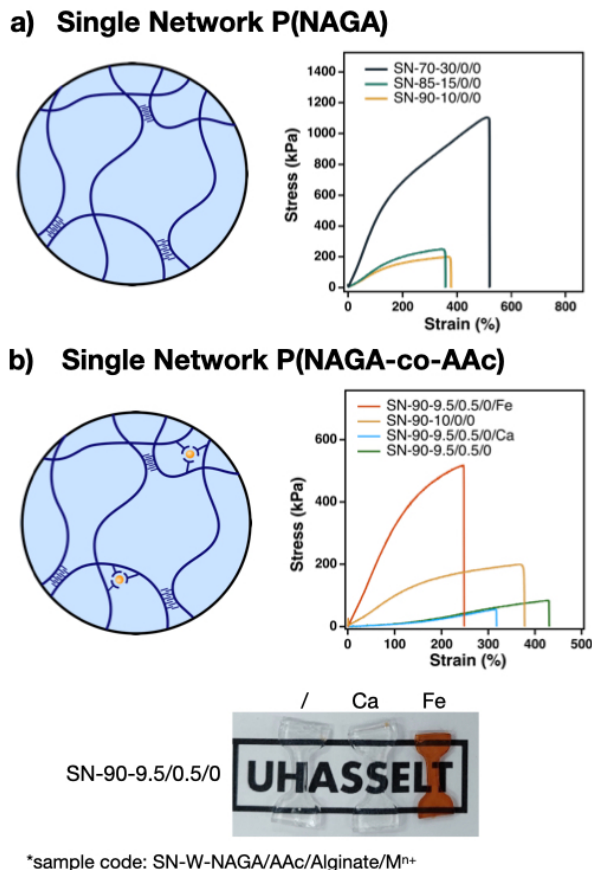 a) Single Network P(NAGA)
SN-70-30/0/0
SN-85-15/0/0
SN-90-10/0/0
Stress (kPa)
1400
1200
1000
800
600
400
200
0
0 200 400 600 800
Strain (%)
b) Single Network P(NAGA-co-AAc)
SN-90-9.5/0.5/0/Fe
SN-90-10/0/0
SN-90-9.5/0.5/0/Ca
SN-90-9.5/0.5/0
Stress (kPa)
600
400
200
0
0 100 200 300 400 500
Strain (%)
/ Ca Fe
SN-90-9.5/0.5/0
UHASSELT
*sample code: SN-W-NAGA/AAc/Alginate/Mⁿ⁺